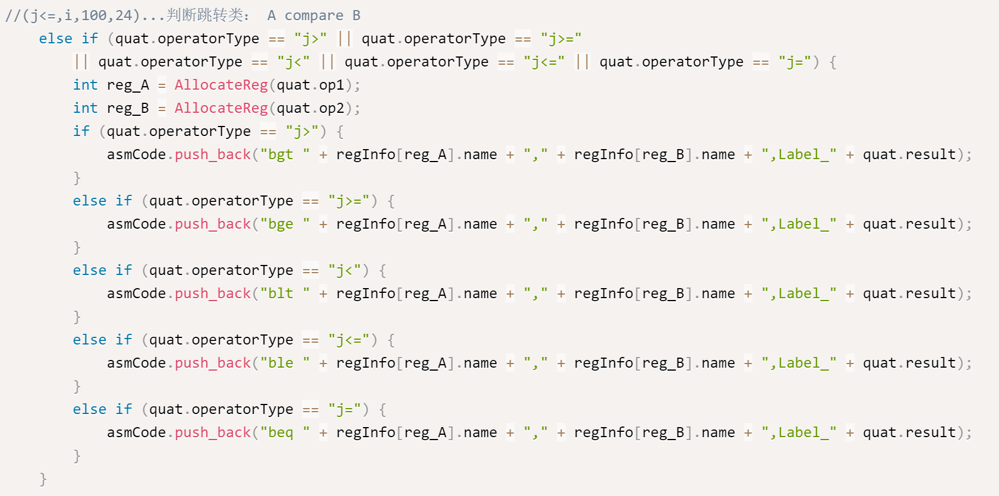 //(j<=,i,100,24)...判断跳转类: A compare B
    else if (quat.operatorType == "j>" || quat.operatorType == "j>="
        || quat.operatorType == "j<" || quat.operatorType == "j<=" || quat.operatorType == "j=") {
        int reg_A = AllocateReg(quat.op1);
        int reg_B = AllocateReg(quat.op2);
        if (quat.operatorType == "j>") {
            asmCode.push_back("bgt " + regInfo[reg_A].name + "," + regInfo[reg_B].name + ",Label_" + quat.result);
        }
        else if (quat.operatorType == "j>=") {
            asmCode.push_back("bge " + regInfo[reg_A].name + "," + regInfo[reg_B].name + ",Label_" + quat.result);
        }
        else if (quat.operatorType == "j<") {
            asmCode.push_back("blt " + regInfo[reg_A].name + "," + regInfo[reg_B].name + ",Label_" + quat.result);
        }
        else if (quat.operatorType == "j<=") {
            asmCode.push_back("ble " + regInfo[reg_A].name + "," + regInfo[reg_B].name + ",Label_" + quat.result);
        }
        else if (quat.operatorType == "j=") {
            asmCode.push_back("beq " + regInfo[reg_A].name + "," + regInfo[reg_B].name + ",Label_" + quat.result);
        }
    }